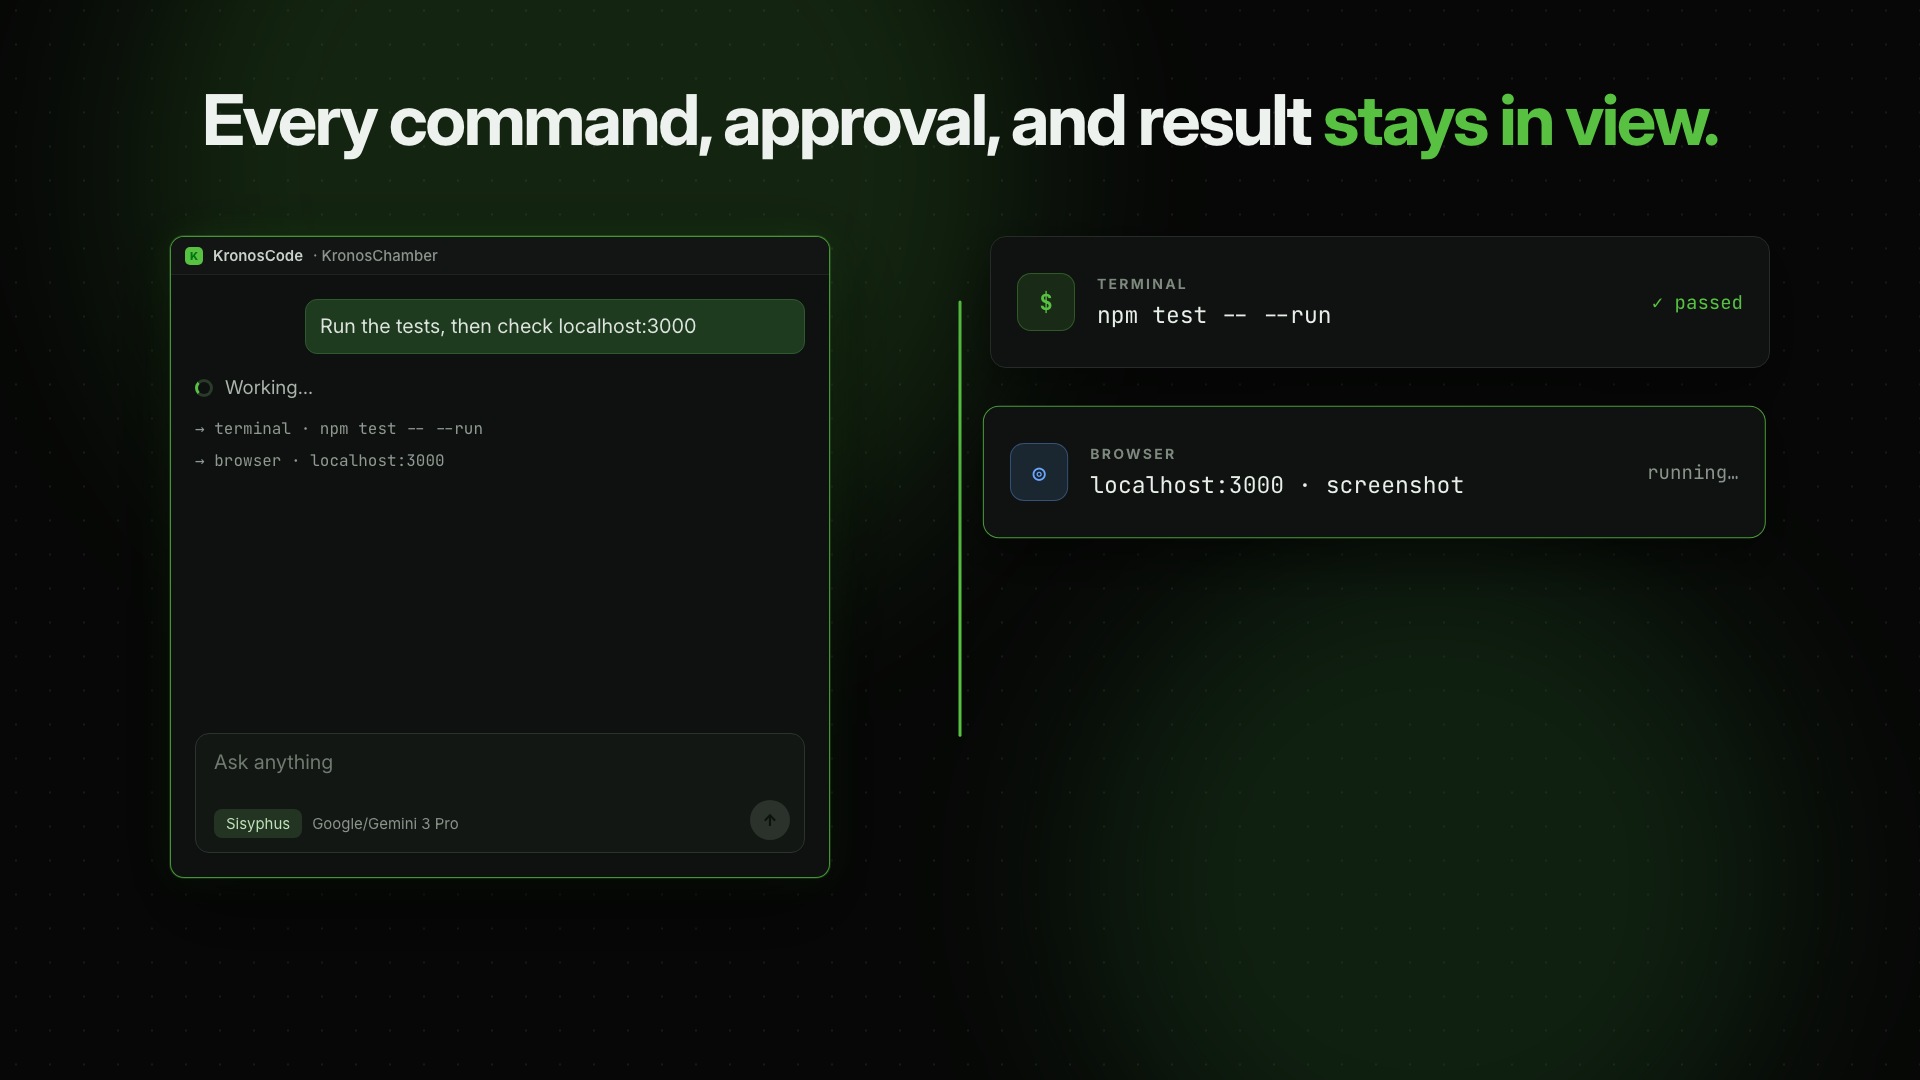 Every command, approval, and result stays in view.
K KronosCode · KronosChamber
Run the tests, then check localhost:3000
Working...
→ terminal · npm test -- --run
→ browser · localhost:3000
Ask anything
Sisyphus Google/Gemini 3 Pro
$ TERMINAL
npm test -- --run
✓ passed
BROWSER
localhost:3000 · screenshot
running…